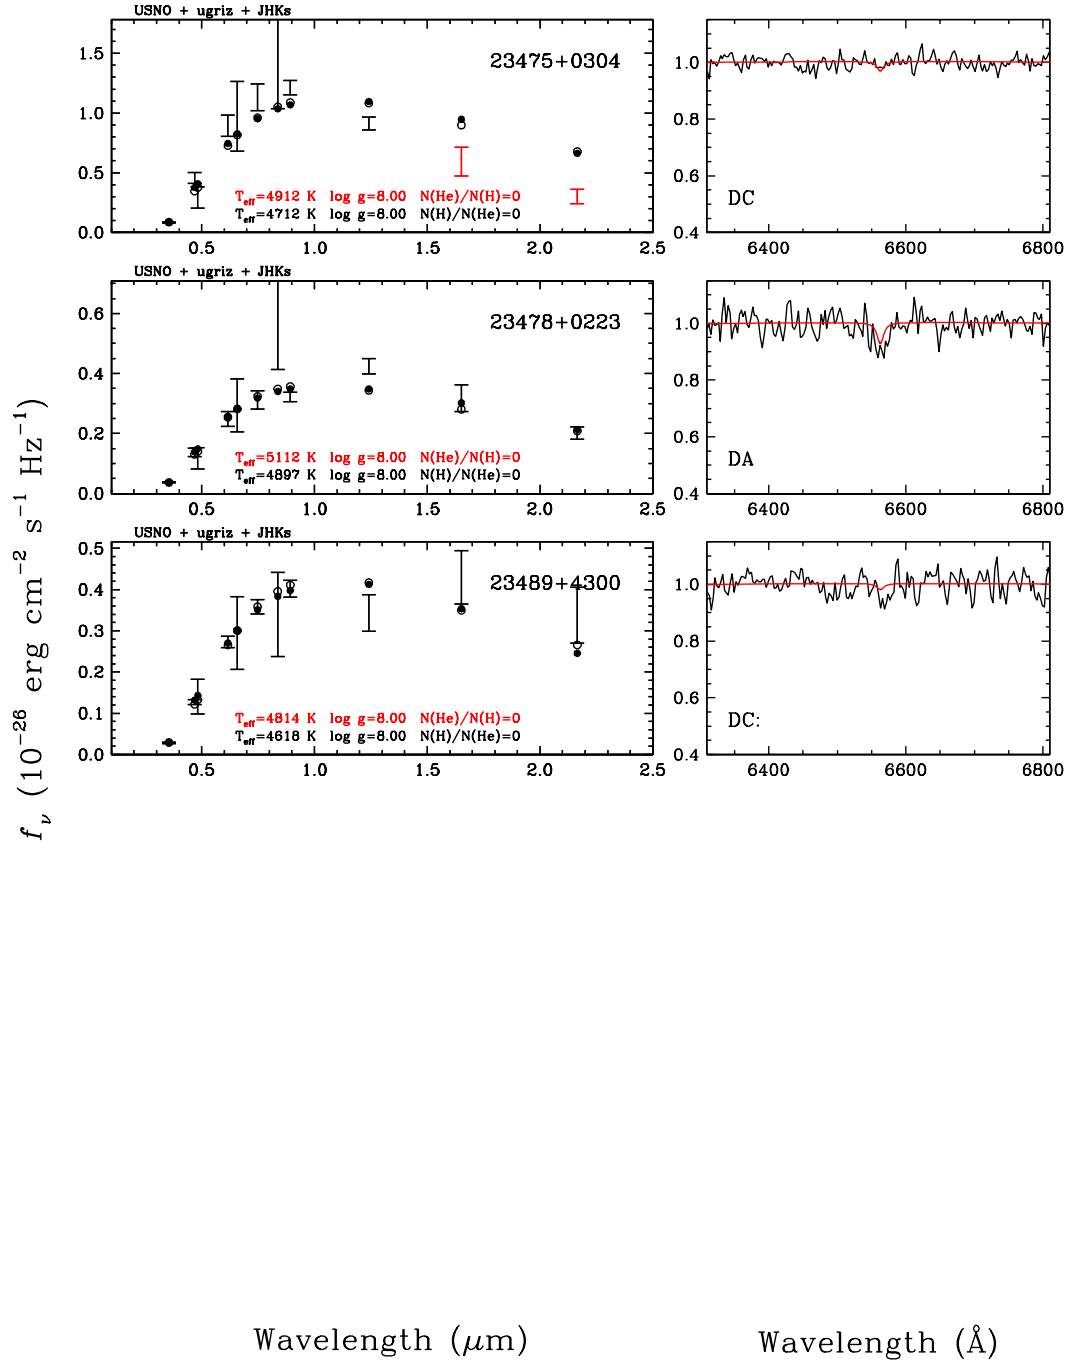 USNO + ugriz + JHKs
23475+0304
1.5
1.0
0.5
0.0
T_eff=4912 K log g=8.00 N(He)/N(H)=0
T_eff=4712 K log g=8.00 N(H)/N(He)=0
0.5 1.0 1.5 2.0 2.5
1.0
0.8
0.6
0.4
DC
6400 6600 6800
USNO + ugriz + JHKs
23478+0223
0.6
0.4
0.2
0.0
T_eff=5112 K log g=8.00 N(He)/N(H)=0
T_eff=4897 K log g=8.00 N(H)/N(He)=0
0.5 1.0 1.5 2.0 2.5
1.0
0.8
0.6
0.4
DA
6400 6600 6800
USNO + ugriz + JHKs
23489+4300
0.5
0.4
0.3
0.2
0.1
0.0
T_eff=4814 K log g=8.00 N(He)/N(H)=0
T_eff=4618 K log g=8.00 N(H)/N(He)=0
0.5 1.0 1.5 2.0 2.5
1.0
0.8
0.6
0.4
DC:
6400 6600 6800
f_ν (10⁻²⁶ erg cm⁻² s⁻¹ Hz⁻¹)
Wavelength (μm)
Wavelength (Å)